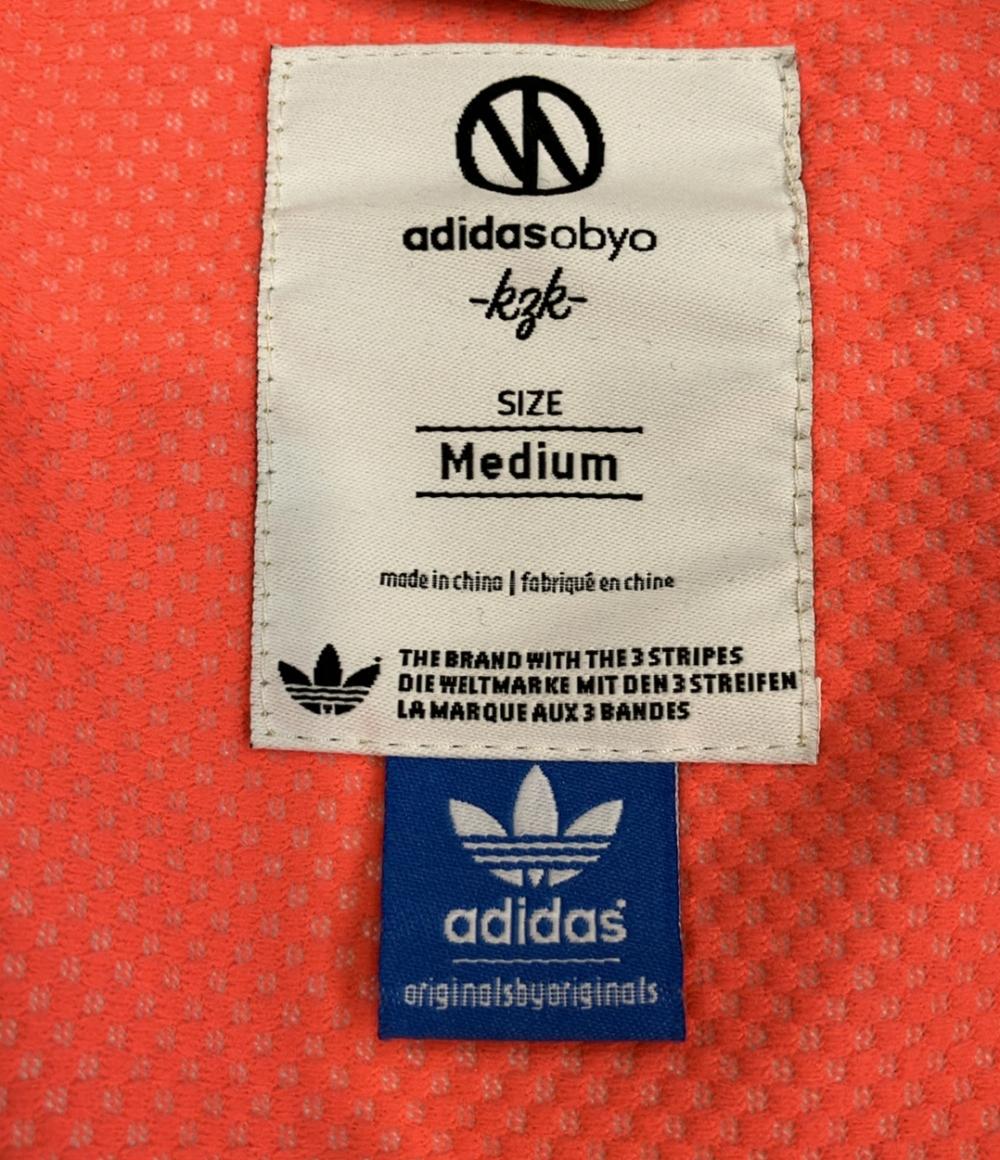 adidasobyo
-kzk-
SIZE
Medium
made in china | fabriqué en chine
THE BRAND WITH THE 3 STRIPES
DIE WELTMARKE MIT DEN 3 STREIFEN
LA MARQUE AUX 3 BANDES
adidas
originalsbyoriginals